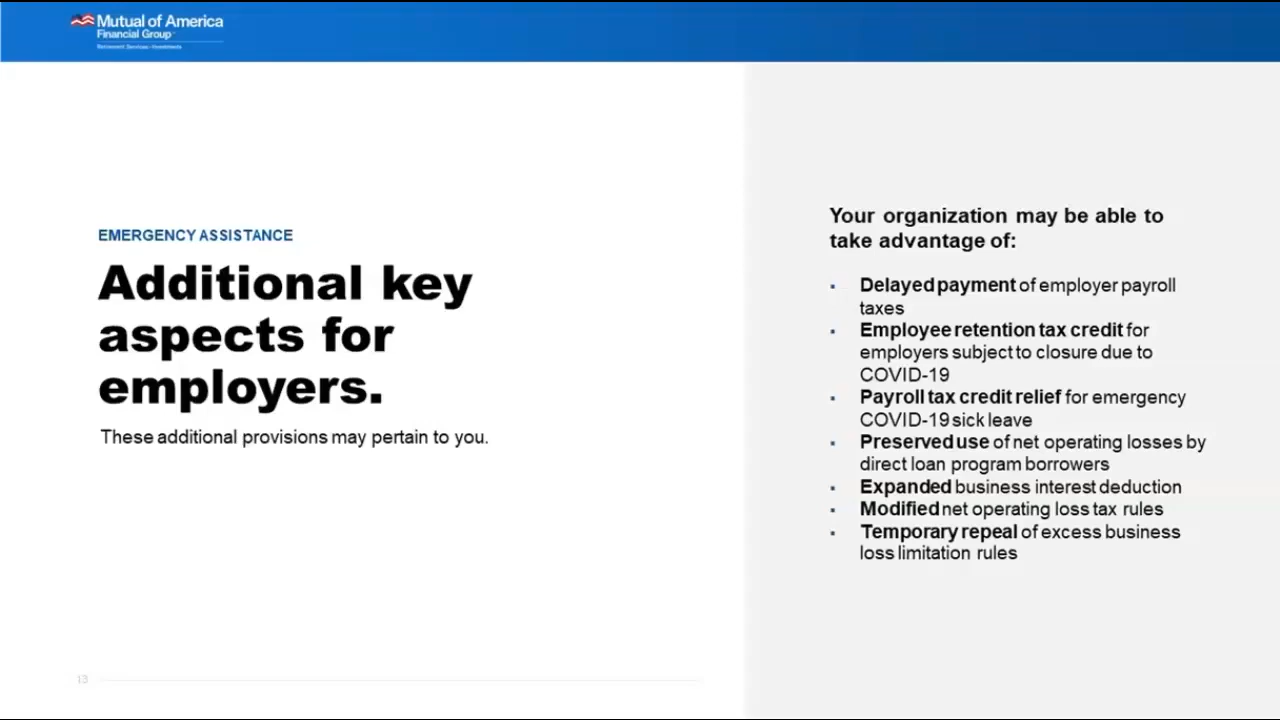 Mutual of America
Financial Group
Retirement Services • Investments
EMERGENCY ASSISTANCE
Additional key
aspects for
employers.
These additional provisions may pertain to you.
Your organization may be able to
take advantage of:
▪ Delayed payment of employer payroll
taxes
▪ Employee retention tax credit for
employers subject to closure due to
COVID-19
▪ Payroll tax credit relief for emergency
COVID-19 sick leave
▪ Preserved use of net operating losses by
direct loan program borrowers
▪ Expanded business interest deduction
▪ Modified net operating loss tax rules
▪ Temporary repeal of excess business
loss limitation rules
13